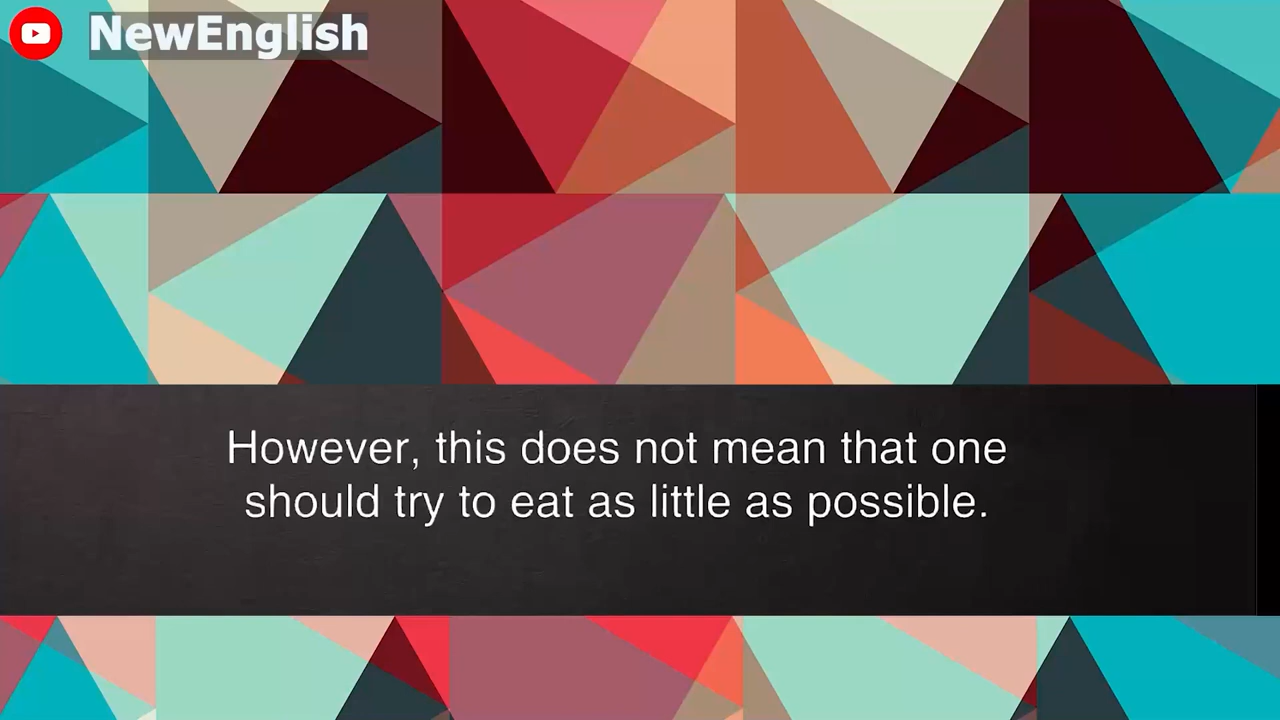 NewEnglish
However, this does not mean that one
should try to eat as little as possible.